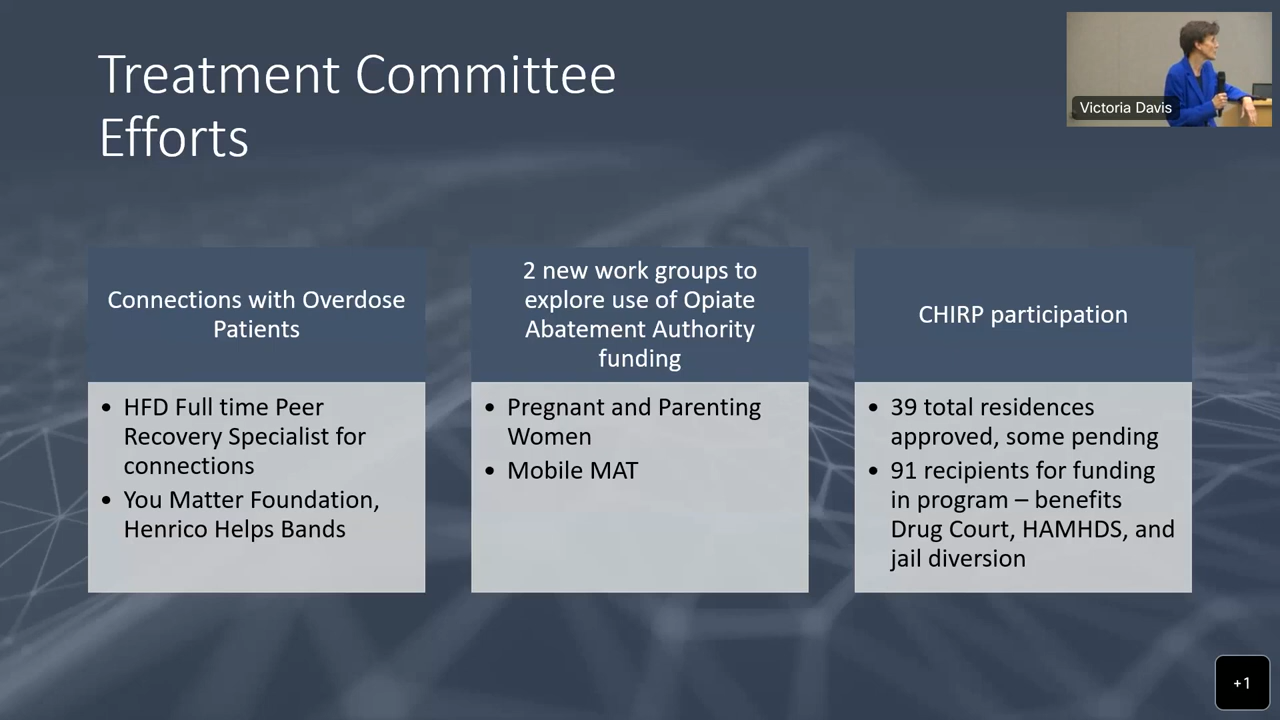 Treatment Committee
Efforts
Victoria Davis
Connections with Overdose
Patients
• HFD Full time Peer
Recovery Specialist for
connections
• You Matter Foundation,
Henrico Helps Bands
2 new work groups to
explore use of Opiate
Abatement Authority
funding
• Pregnant and Parenting
Women
• Mobile MAT
CHIRP participation
• 39 total residences
approved, some pending
• 91 recipients for funding
in program – benefits
Drug Court, HAMHDS, and
jail diversion
+1